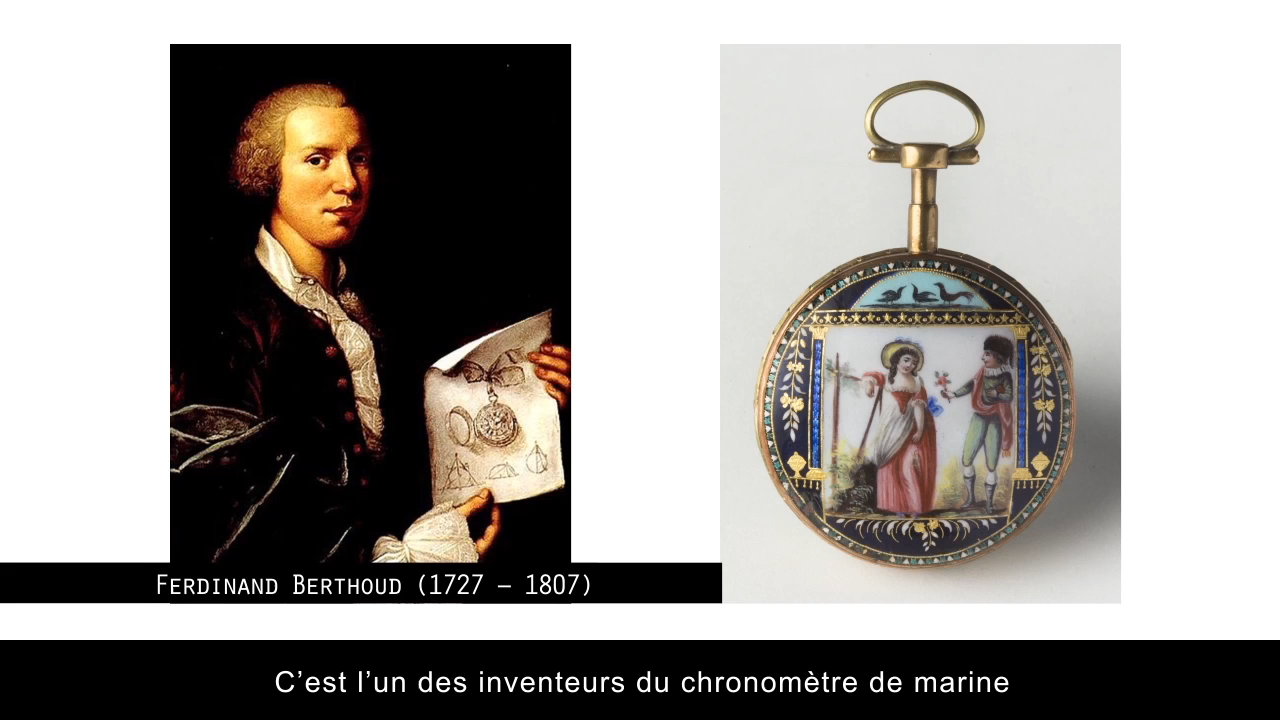 Ferdinand Berthoud (1727 – 1807)
C’est l’un des inventeurs du chronomètre de marine